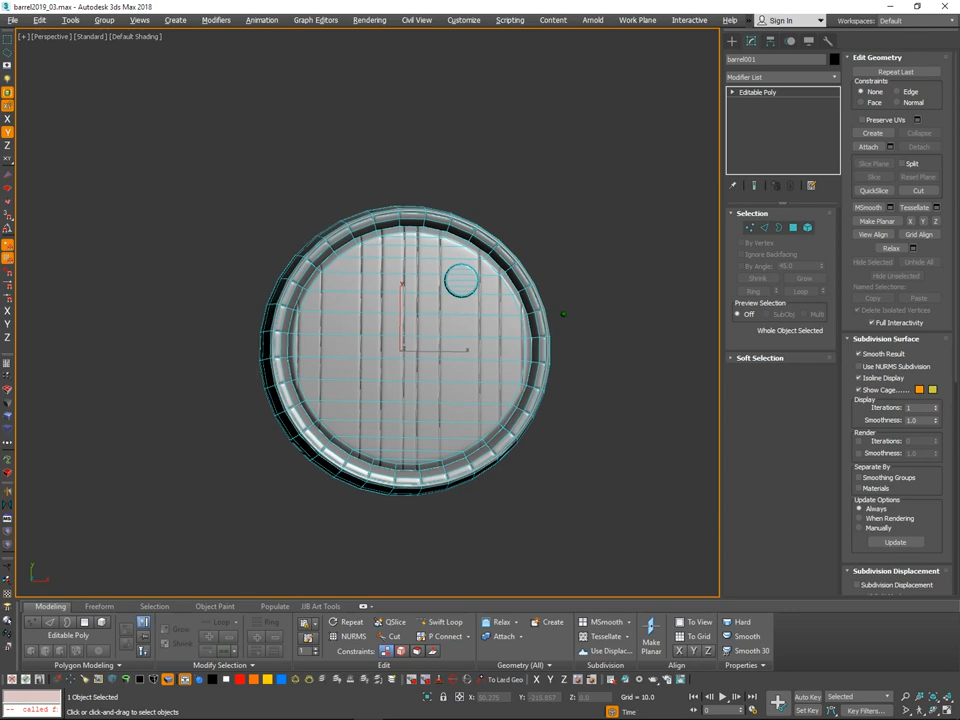 barrel2019_03.max - Autodesk 3ds Max 2018
File Edit Tools Group Views Create Modifiers Animation Graph Editors Rendering Civil View Customize Scripting Content Arnold Work Plane Interactive Help Sign In Workspaces: Default
[+] [Perspective] [Standard] [Default Shading]
barrel001
Modifier List
Editable Poly
Selection
By Vertex
Ignore Backfacing
By Angle: 45.0
Shrink Grow
Ring Loop
Preview Selection
Off SubObj Multi
Whole Object Selected
Soft Selection
Edit Geometry
Repeat Last
Constraints
None Edge
Face Normal
Preserve UVs
Create Collapse
Attach Detach
Slice Plane Split
Slice Reset Plane
QuickSlice Cut
MSmooth Tessellate
Make Planar X Y Z
View Align Grid Align
Relax
Hide Selected Unhide All
Hide Unselected
Named Selections:
Copy Paste
Delete Isolated Vertices
Full Interactivity
Subdivision Surface
Smooth Result
Use NURMS Subdivision
Isoline Display
Show Cage......
Display
Iterations: 1
Smoothness: 1.0
Render
Iterations: 0
Smoothness: 1.0
Separate By
Smoothing Groups
Materials
Update Options
Always
When Rendering
Manually
Update
Subdivision Displacement
Subdivision Displacement
X
Y
Z
XY
X
Y
Z
Modeling Freeform Selection Object Paint Populate JJB Art Tools
Editable Poly
Polygon Modeling
Grow
Shrink
Loop
Ring
Modify Selection
Repeat QSlice Swift Loop
NURMS Cut P Connect
1 Constraints:
Edit
Relax Create
Attach
Geometry (All)
MSmooth
Tessellate
Use Displac...
Subdivision
Make Planar
To View
To Grid
X Y Z
Align
Hard
Smooth
Smooth 30
Properties
To Land Geo X Y Z
1 Object Selected
-- called f
Click or click-and-drag to select objects
X: 50.275 Y: -215.857 Z: 0.0 Grid = 10.0
Time
0
Auto Key Selected
Set Key Key Filters...